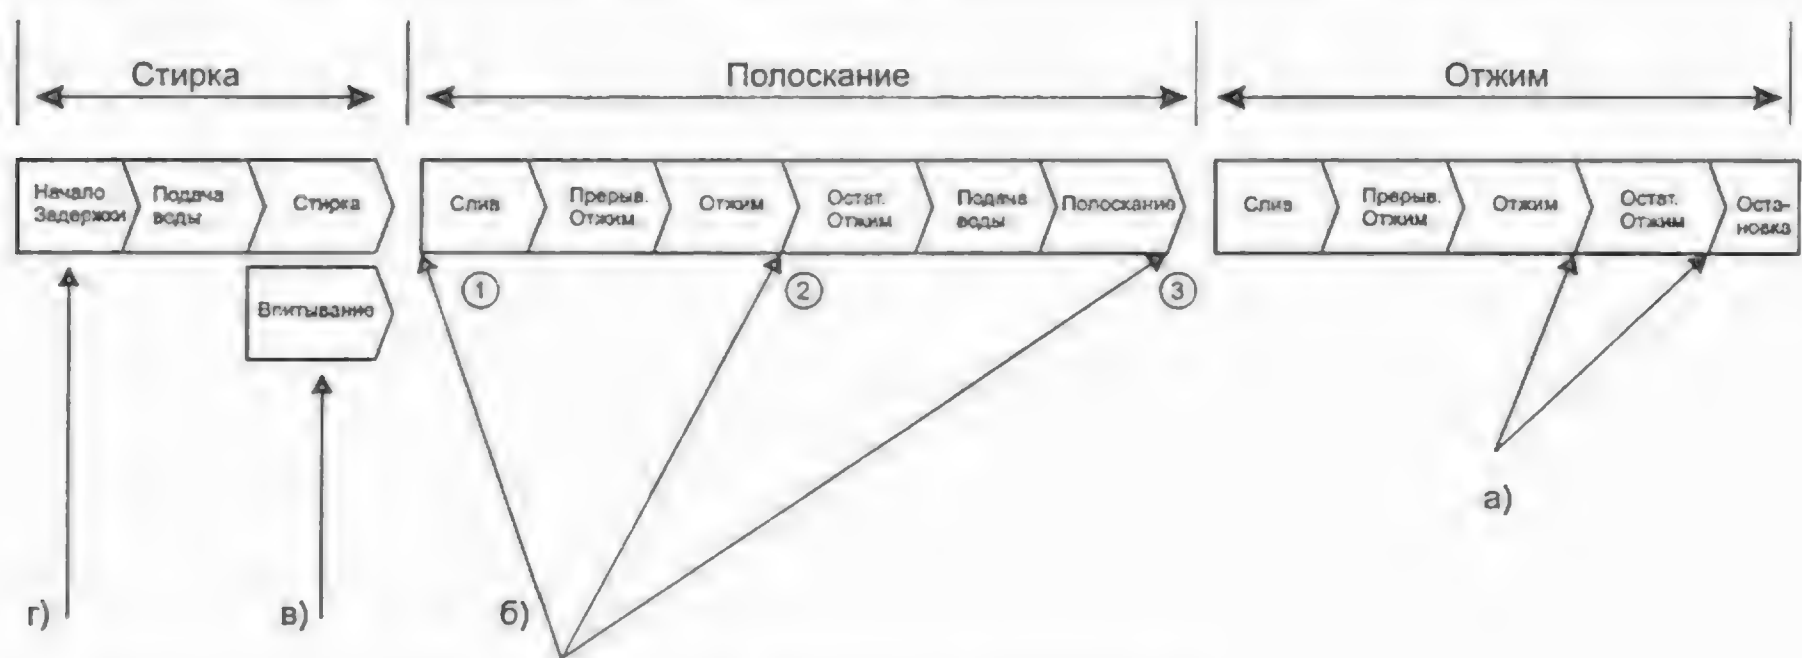 Стирка
Полоскание
Отжим
Начало
Задержки
Подача
воды
Стирка
Слив
Прерыв.
Отжим
Отжим
Остат.
Отжим
Подача
воды
Полоскание
Слив
Прерыв.
Отжим
Отжим
Остат.
Отжим
Оста-
новка
Впитывание
1
2
3
а)
г)
в)
б)